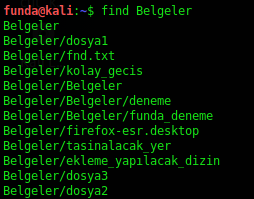 funda@kali:~$ find Belgeler
Belgeler
Belgeler/dosya1
Belgeler/fnd.txt
Belgeler/kolay_gecis
Belgeler/Belgeler
Belgeler/Belgeler/deneme
Belgeler/Belgeler/funda_deneme
Belgeler/firefox-esr.desktop
Belgeler/tasinalacak_yer
Belgeler/ekleme_yapılacak_dizin
Belgeler/dosya3
Belgeler/dosya2